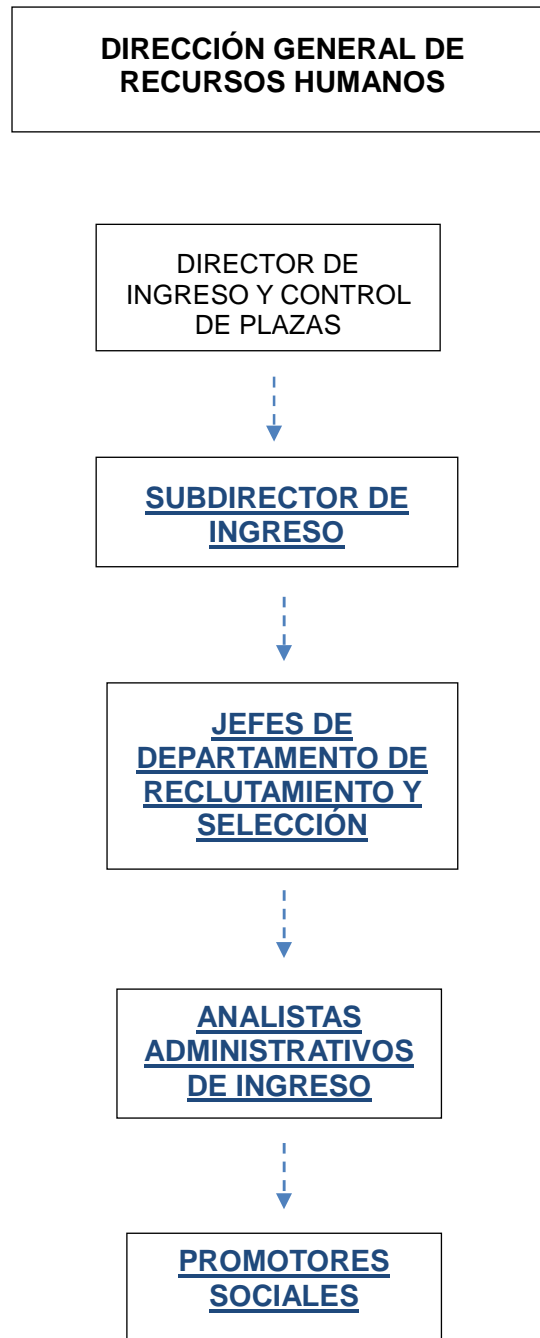 DIRECCIÓN GENERAL DE
RECURSOS HUMANOS
DIRECTOR DE
INGRESO Y CONTROL
DE PLAZAS
SUBDIRECTOR DE
INGRESO
JEFES DE
DEPARTAMENTO DE
RECLUTAMIENTO Y
SELECCIÓN
ANALISTAS
ADMINISTRATIVOS
DE INGRESO
PROMOTORES
SOCIALES